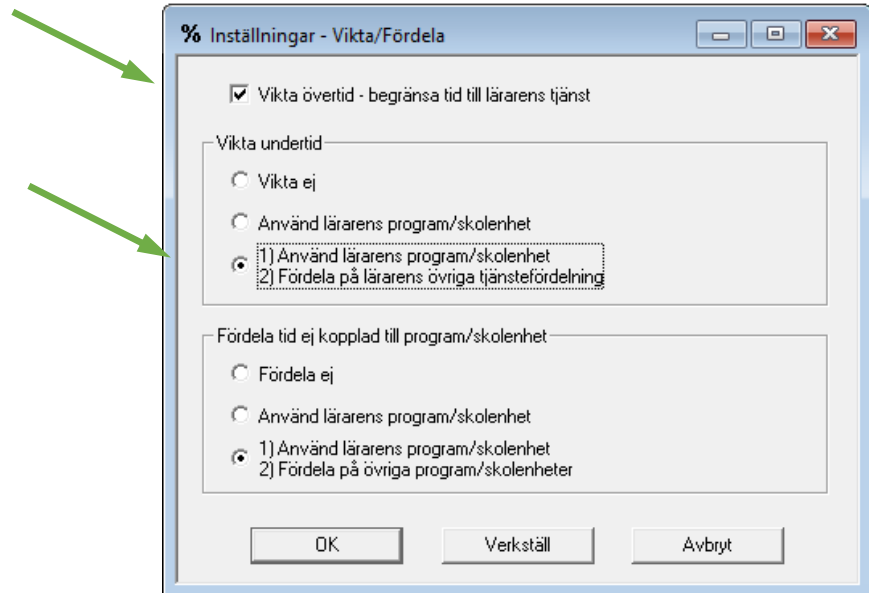 % Inställningar - Vikta/Fördela
Vikta övertid - begränsa tid till lärarens tjänst
Vikta undertid
Vikta ej
Använd lärarens program/skolenhet
1) Använd lärarens program/skolenhet
2) Fördela på lärarens övriga tjänstefördelning
Fördela tid ej kopplad till program/skolenhet
Fördela ej
Använd lärarens program/skolenhet
1) Använd lärarens program/skolenhet
2) Fördela på övriga program/skolenheter
OK Verkställ Avbryt